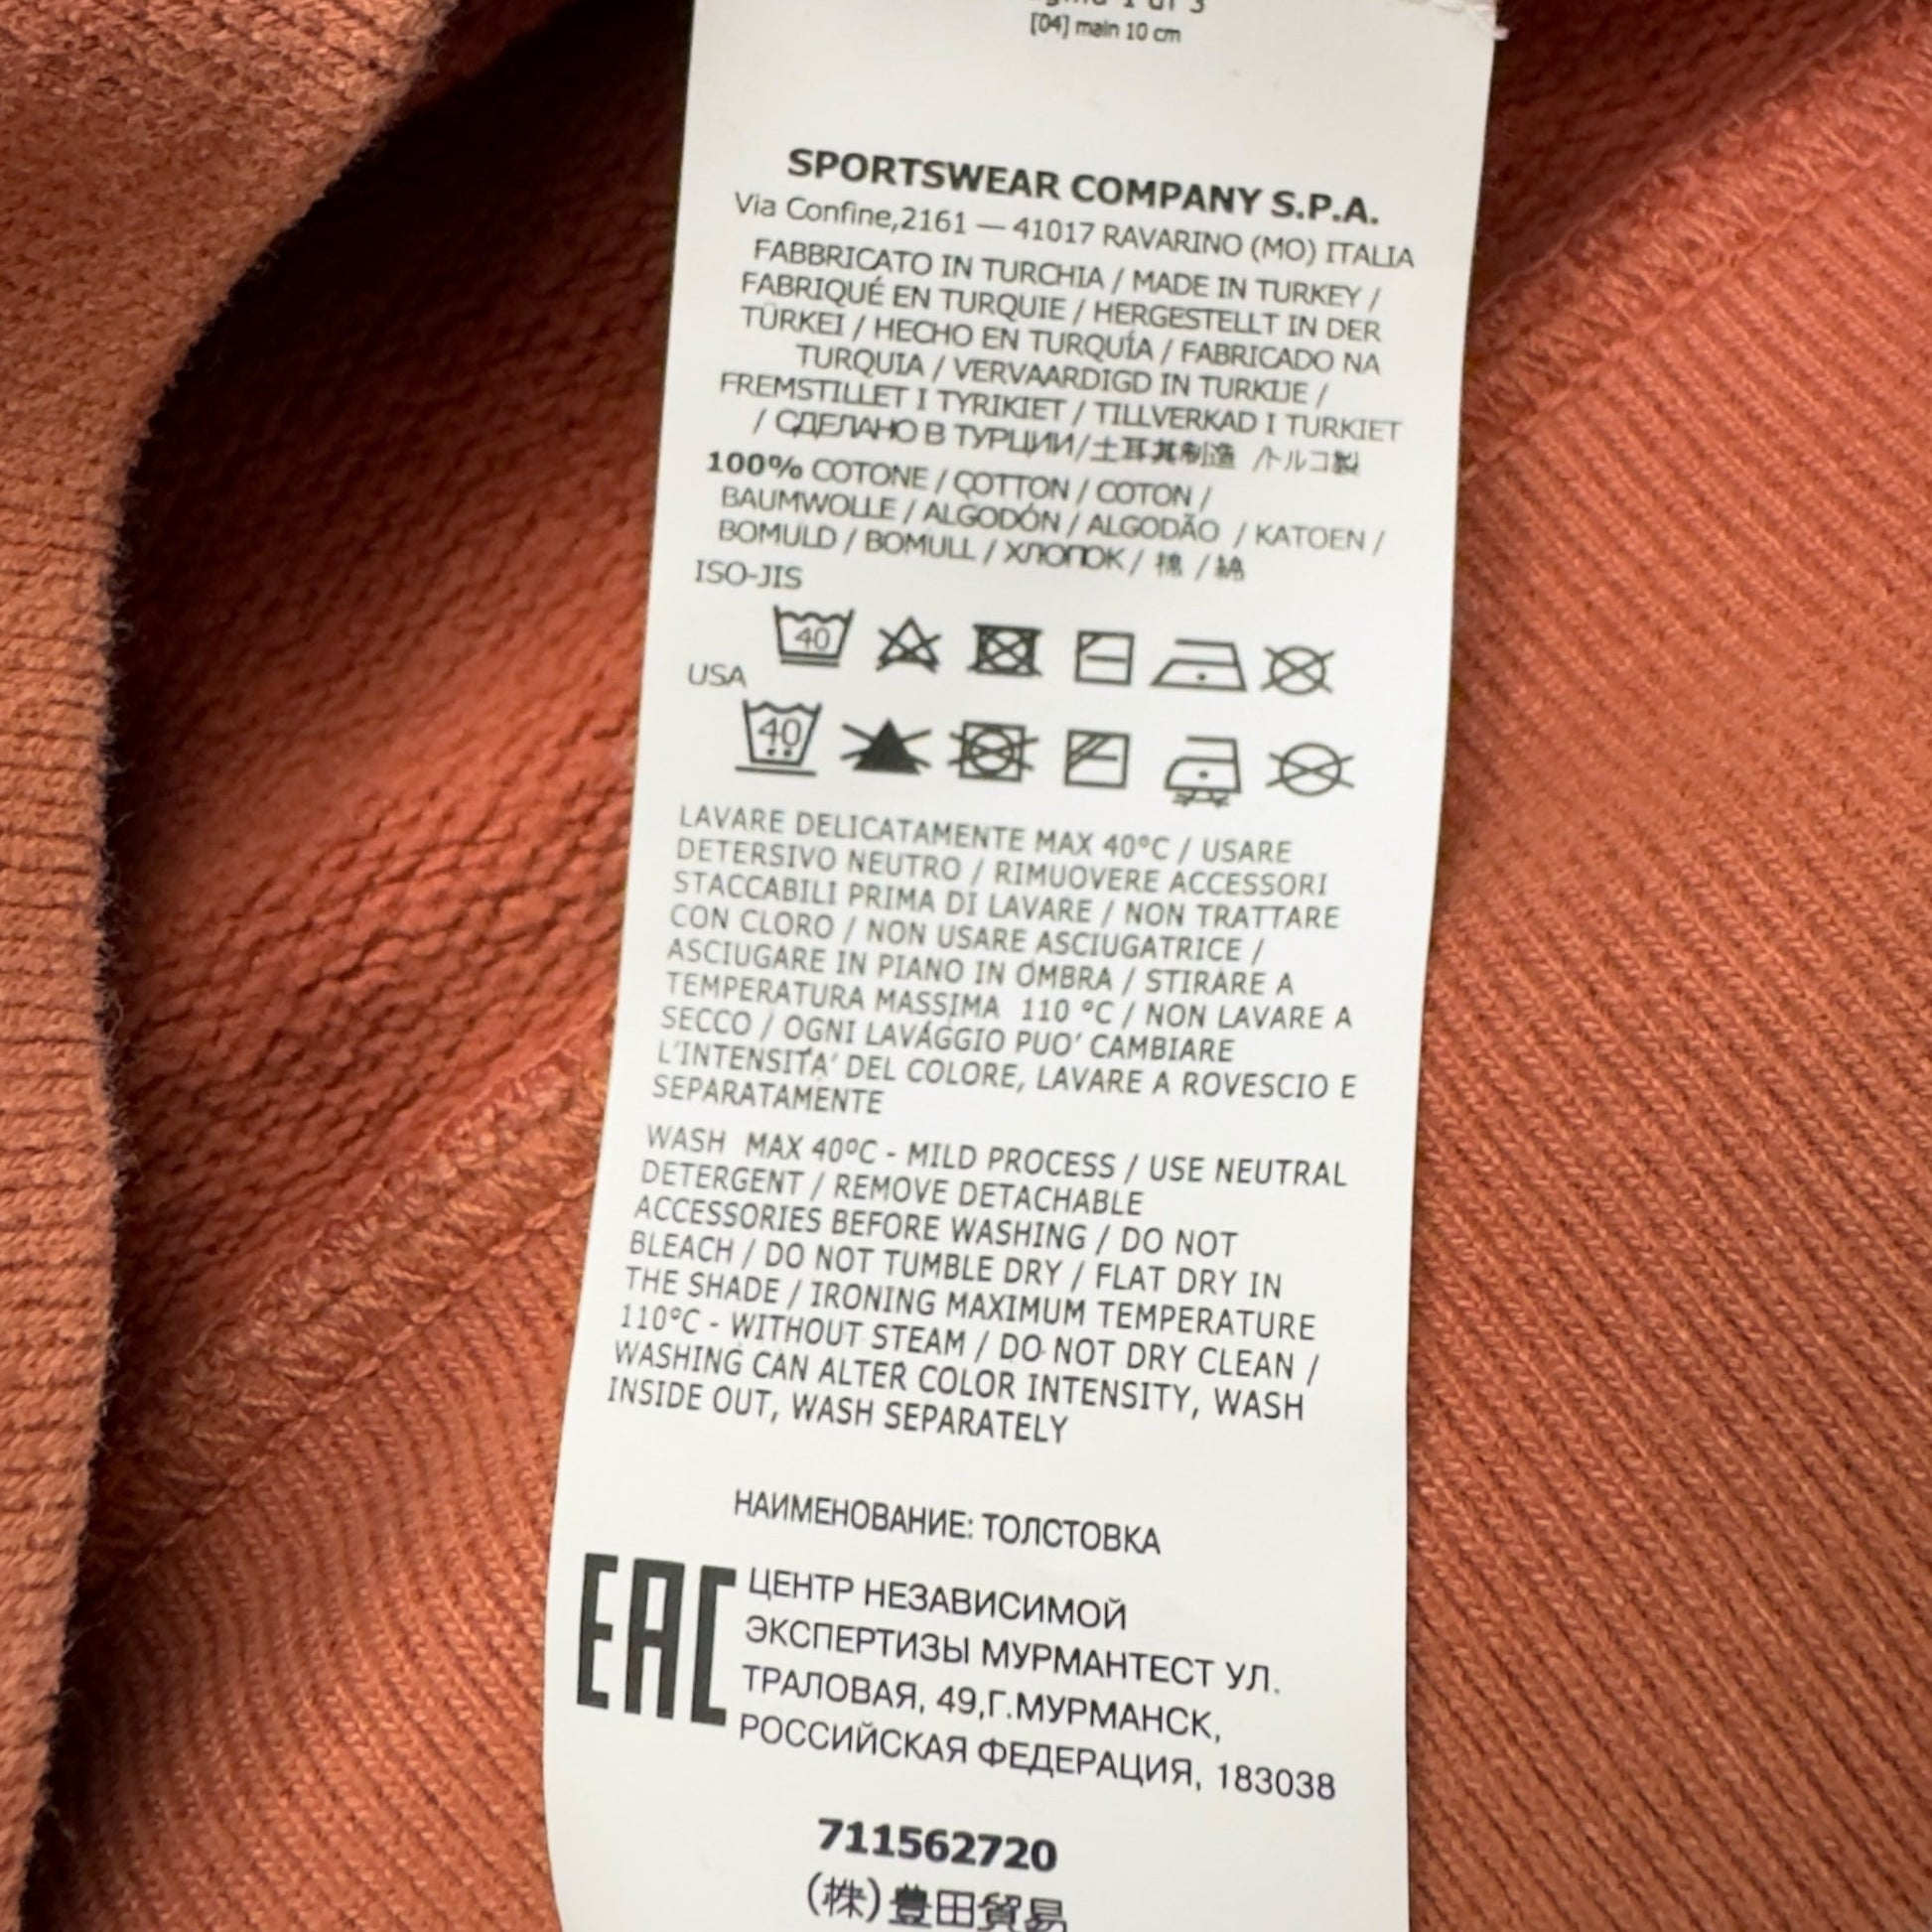 [04] main 10 cm
SPORTSWEAR COMPANY S.P.A.
Via Confine,2161 — 41017 RAVARINO (MO) ITALIA
FABBRICATO IN TURCHIA / MADE IN TURKEY /
FABRIQUÉ EN TURQUIE / HERGESTELLT IN DER
TÜRKEI / HECHO EN TURQUÍA / FABRICADO NA
TURQUIA / VERVAARDIGD IN TURKIJE /
FREMSTILLET I TYRIKIET / TILLVERKAD I TURKIET
/ СДЕЛАНО В ТУРЦИИ/土耳其制造 /トルコ製
100% COTONE / COTTON / COTON /
BAUMWOLLE / ALGODÓN / ALGODÃO / KATOEN /
BOMULD / BOMULL / ХЛОПОК / 棉 / 綿
ISO-JIS
40
USA
40
LAVARE DELICATAMENTE MAX 40°C / USARE
DETERSIVO NEUTRO / RIMUOVERE ACCESSORI
STACCABILI PRIMA DI LAVARE / NON TRATTARE
CON CLORO / NON USARE ASCIUGATRICE /
ASCIUGARE IN PIANO IN OMBRA / STIRARE A
TEMPERATURA MASSIMA 110 °C / NON LAVARE A
SECCO / OGNI LAVAGGIO PUO' CAMBIARE
L'INTENSITA' DEL COLORE, LAVARE A ROVESCIO E
SEPARATAMENTE
WASH MAX 40ºC - MILD PROCESS / USE NEUTRAL
DETERGENT / REMOVE DETACHABLE
ACCESSORIES BEFORE WASHING / DO NOT
BLEACH / DO NOT TUMBLE DRY / FLAT DRY IN
THE SHADE / IRONING MAXIMUM TEMPERATURE
110°C - WITHOUT STEAM / DO NOT DRY CLEAN /
WASHING CAN ALTER COLOR INTENSITY, WASH
INSIDE OUT, WASH SEPARATELY
НАИМЕНОВАНИЕ: ТОЛСТОВКА
EAC
ЦЕНТР НЕЗАВИСИМОЙ
ЭКСПЕРТИЗЫ МУРМАНТЕСТ УЛ.
ТРАЛОВАЯ, 49,Г.МУРМАНСК,
РОССИЙСКАЯ ФЕДЕРАЦИЯ, 183038
711562720
(株)豊田貿易